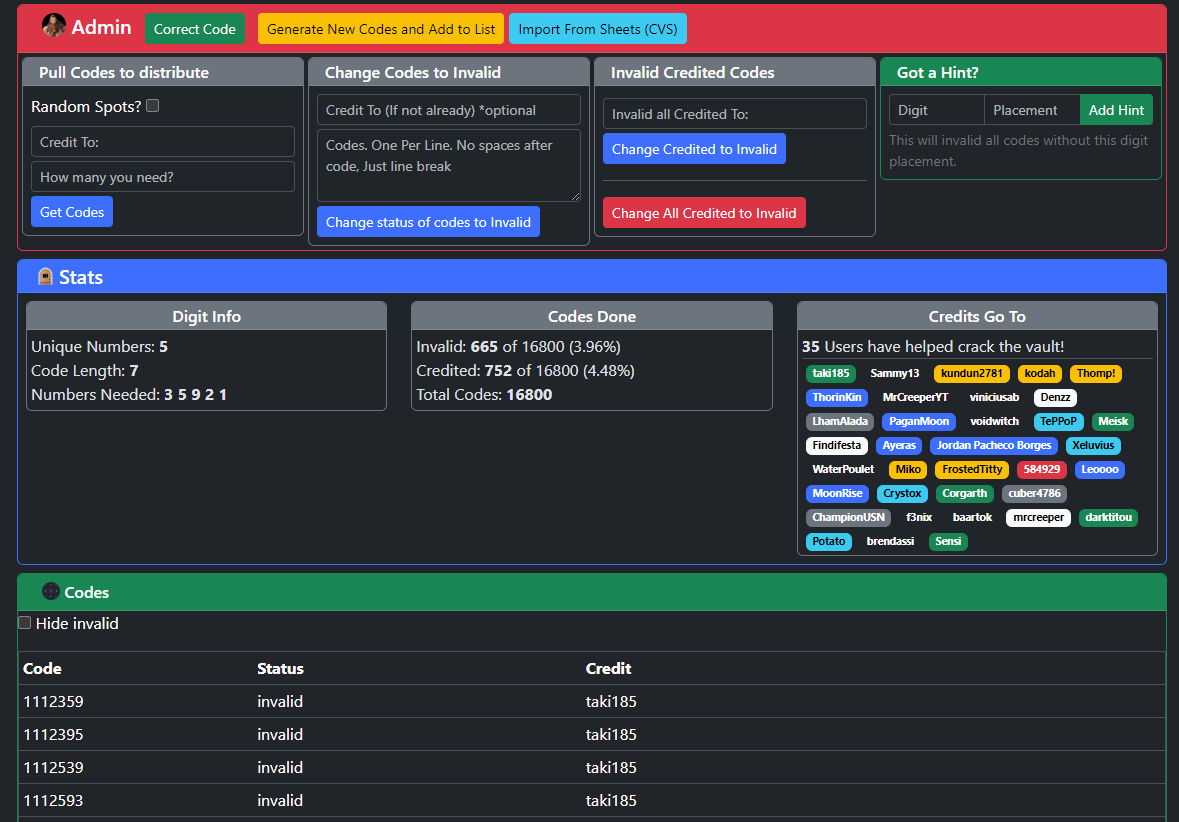 Admin Correct Code Generate New Codes and Add to List Import From Sheets (CVS)
Pull Codes to distribute
Random Spots?
Credit To:
How many you need?
Get Codes
Change Codes to Invalid
Credit To (If not already) *optional
Codes. One Per Line. No spaces after
code, Just line break
Change status of codes to Invalid
Invalid Credited Codes
Invalid all Credited To:
Change Credited to Invalid
Change All Credited to Invalid
Got a Hint?
Digit Placement Add Hint
This will invalid all codes without this digit
placement.
Stats
Digit Info
Unique Numbers: 5
Code Length: 7
Numbers Needed: 3 5 9 2 1
Codes Done
Invalid: 665 of 16800 (3.96%)
Credited: 752 of 16800 (4.48%)
Total Codes: 16800
Credits Go To
35 Users have helped crack the vault!
taki185 Sammy13 kundun2781 kodah Thomp!
ThorinKin MrCreeperYT viniciusab Denzz
LhamAlada PaganMoon voidwitch TePPoP Meisk
Findifesta Ayeras Jordan Pacheco Borges Xeluvius
WaterPoulet Miko FrostedTitty 584929 Leoooo
MoonRise Crystox Corgarth cuber4786
ChampionUSN f3nix baartok mrcreeper darktitou
Potato brendassi Sensi
Codes
Hide invalid
Code Status Credit
1112359 invalid taki185
1112395 invalid taki185
1112539 invalid taki185
1112593 invalid taki185